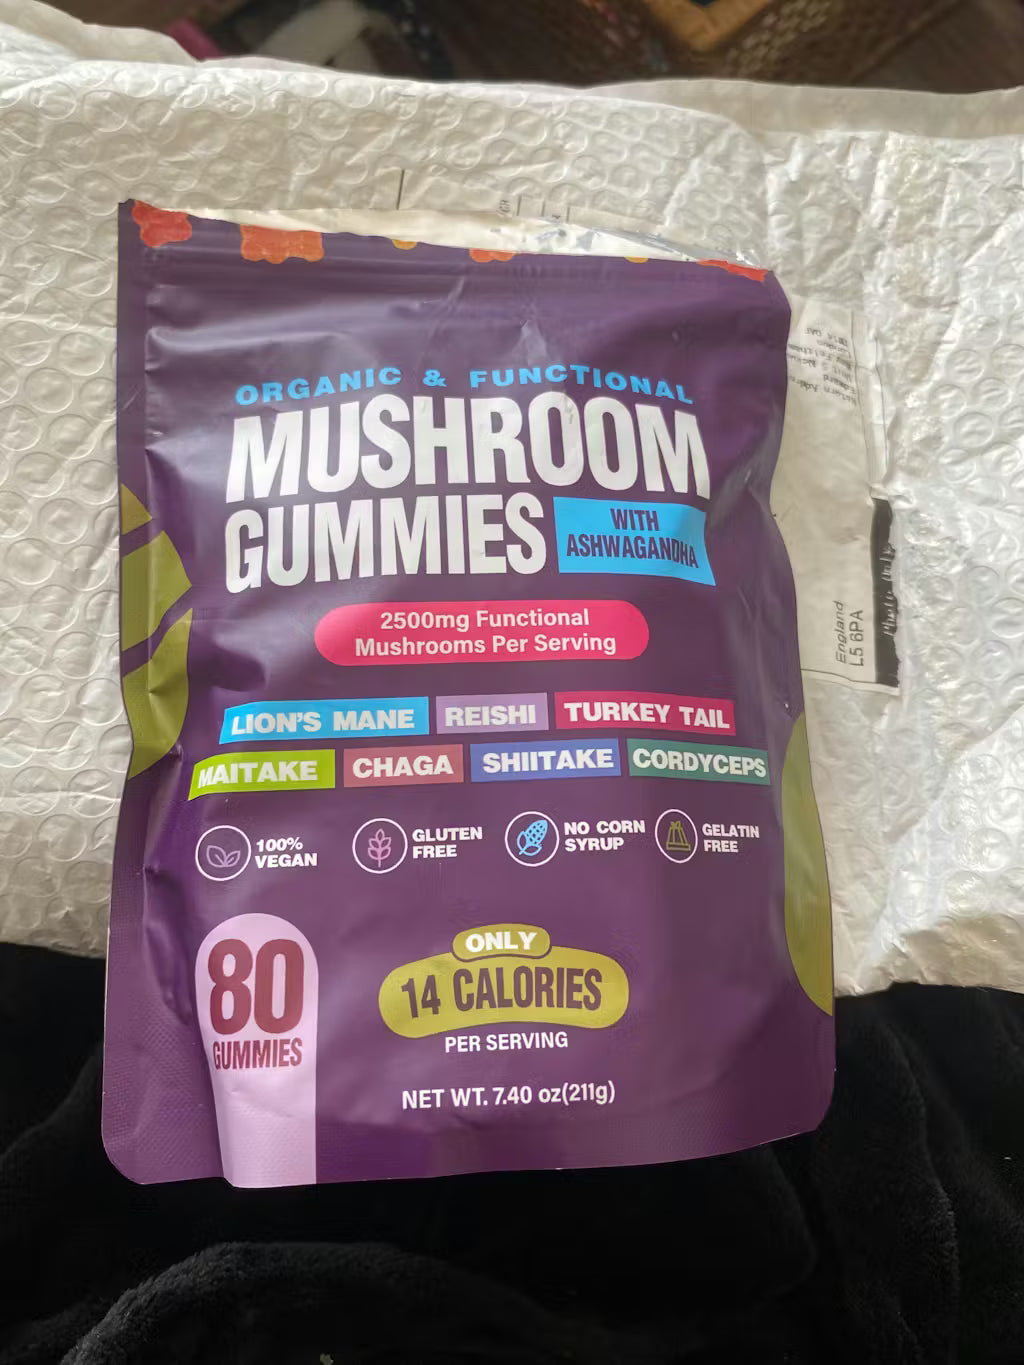 ORGANIC & FUNCTIONAL
MUSHROOM
GUMMIES
WITH
ASHWAGANDHA
2500mg Functional
Mushrooms Per Serving
LION'S MANE
REISHI
TURKEY TAIL
MAITAKE
CHAGA
SHIITAKE
CORDYCEPS
100%
VEGAN
GLUTEN
FREE
NO CORN
SYRUP
GELATIN
FREE
80
GUMMIES
ONLY
14 CALORIES
PER SERVING
NET WT. 7.40 oz(211g)
England
L5 6PA